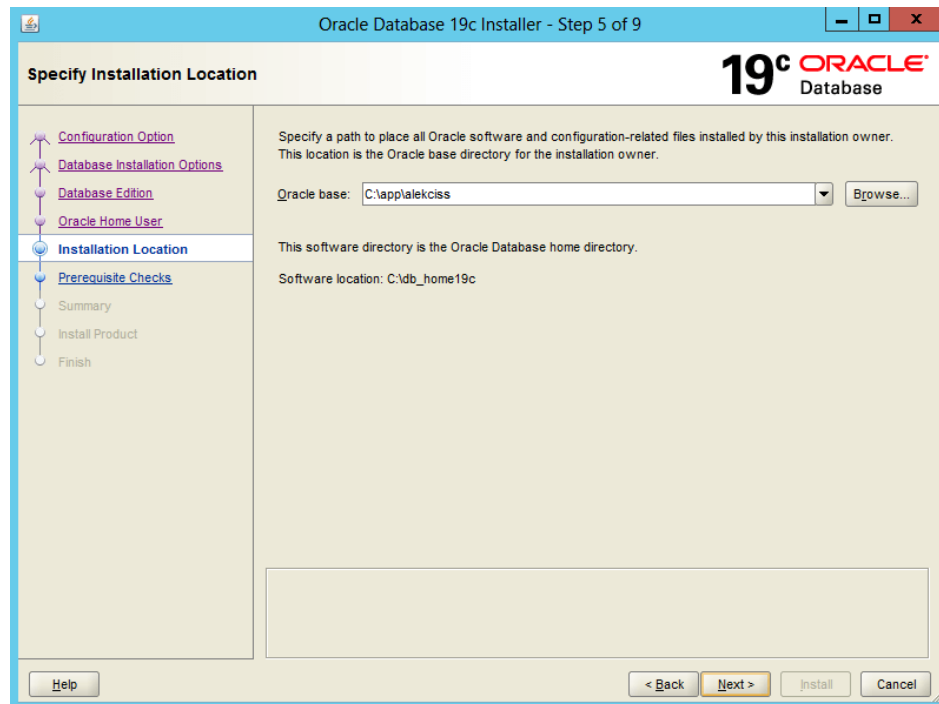 Oracle Database 19c Installer - Step 5 of 9
Specify Installation Location
19c ORACLE
Database
Configuration Option
Database Installation Options
Database Edition
Oracle Home User
Installation Location
Prerequisite Checks
Summary
Install Product
Finish
Specify a path to place all Oracle software and configuration-related files installed by this installation owner.
This location is the Oracle base directory for the installation owner.
Oracle base: C:\app\alekciss Browse...
This software directory is the Oracle Database home directory.
Software location: C:\db_home19c
Help < Back Next > Install Cancel